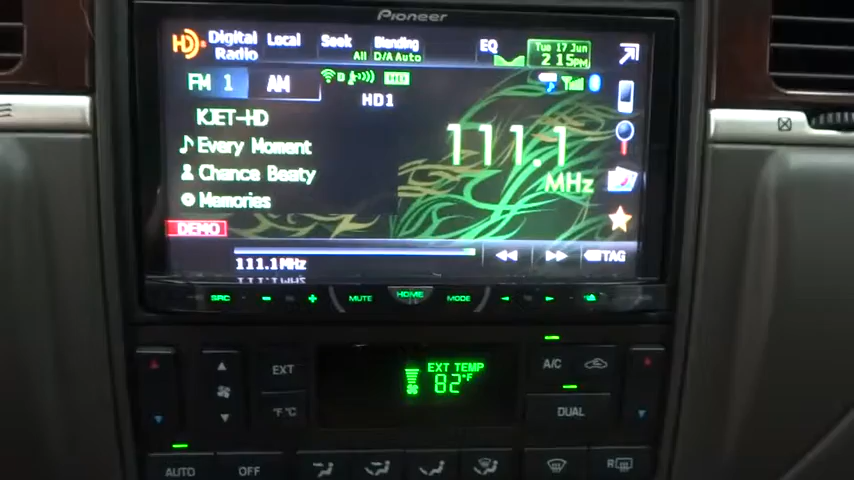 Pioneer
HD Digital Radio Local Seek All Blending D/A Auto EQ Tue 17 Jun 2 15PM
FM 1 AM
HD1
KJET-HD
Every Moment
111.1 MHz
Chance Beaty
Memories
DEMO
111.1MHz TAG
SRC - + MUTE HOME MODE
EXT TEMP
82°F
EXT
°F °C
A/C
DUAL
AUTO OFF R